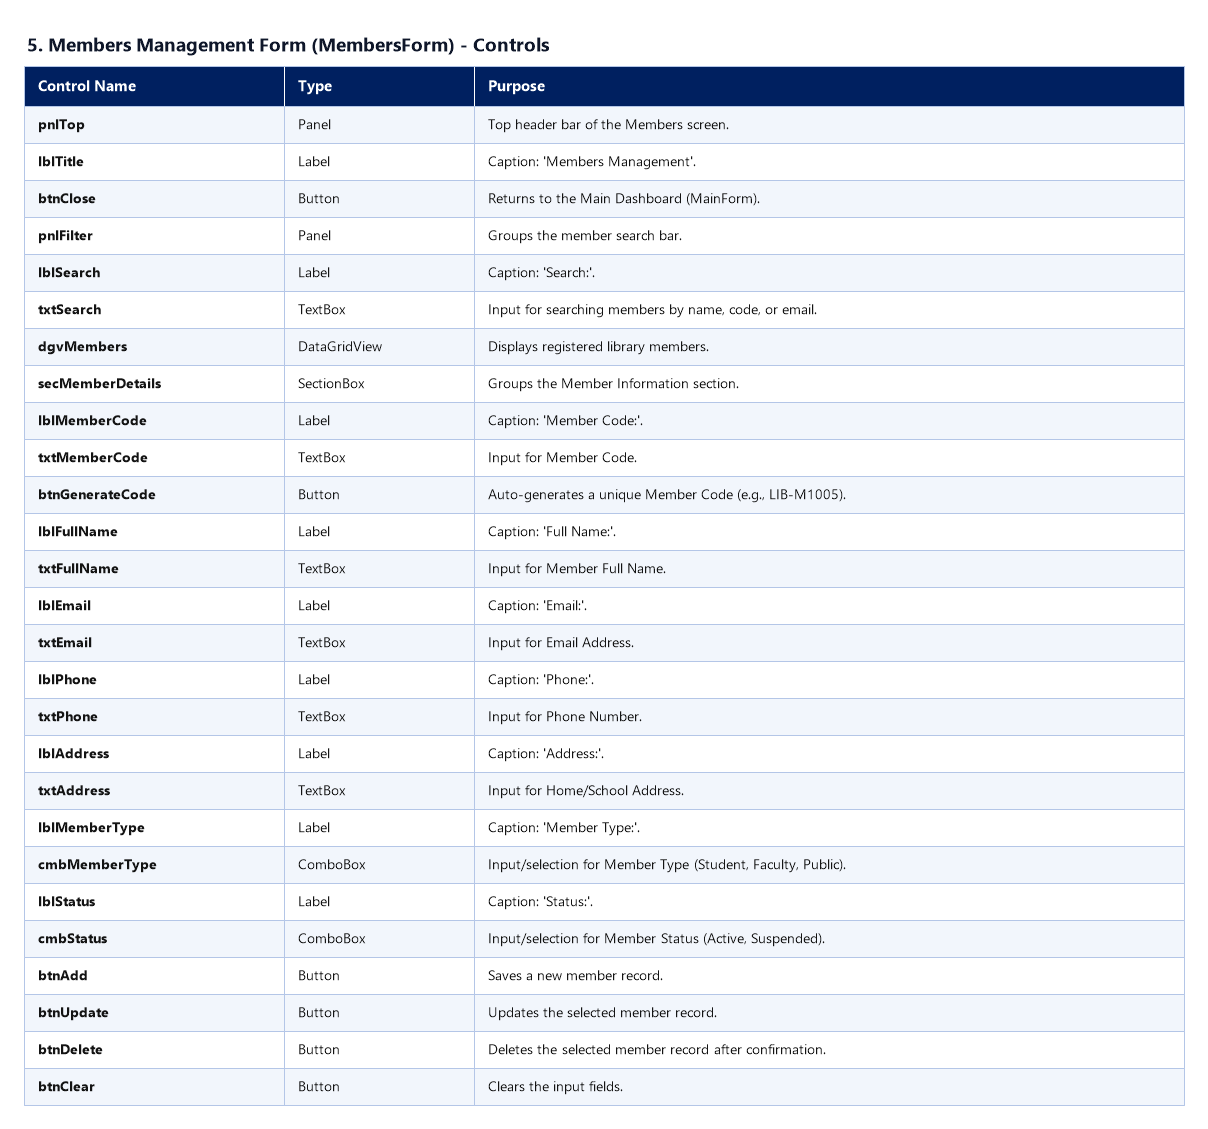 5. Members Management Form (MembersForm) - Controls
Control Name Type Purpose
pnlTop Panel Top header bar of the Members screen.
lblTitle Label Caption: 'Members Management'.
btnClose Button Returns to the Main Dashboard (MainForm).
pnlFilter Panel Groups the member search bar.
lblSearch Label Caption: 'Search:'.
txtSearch TextBox Input for searching members by name, code, or email.
dgvMembers DataGridView Displays registered library members.
secMemberDetails SectionBox Groups the Member Information section.
lblMemberCode Label Caption: 'Member Code:'.
txtMemberCode TextBox Input for Member Code.
btnGenerateCode Button Auto-generates a unique Member Code (e.g., LIB-M1005).
lblFullName Label Caption: 'Full Name:'.
txtFullName TextBox Input for Member Full Name.
lblEmail Label Caption: 'Email:'.
txtEmail TextBox Input for Email Address.
lblPhone Label Caption: 'Phone:'.
txtPhone TextBox Input for Phone Number.
lblAddress Label Caption: 'Address:'.
txtAddress TextBox Input for Home/School Address.
lblMemberType Label Caption: 'Member Type:'.
cmbMemberType ComboBox Input/selection for Member Type (Student, Faculty, Public).
lblStatus Label Caption: 'Status:'.
cmbStatus ComboBox Input/selection for Member Status (Active, Suspended).
btnAdd Button Saves a new member record.
btnUpdate Button Updates the selected member record.
btnDelete Button Deletes the selected member record after confirmation.
btnClear Button Clears the input fields.